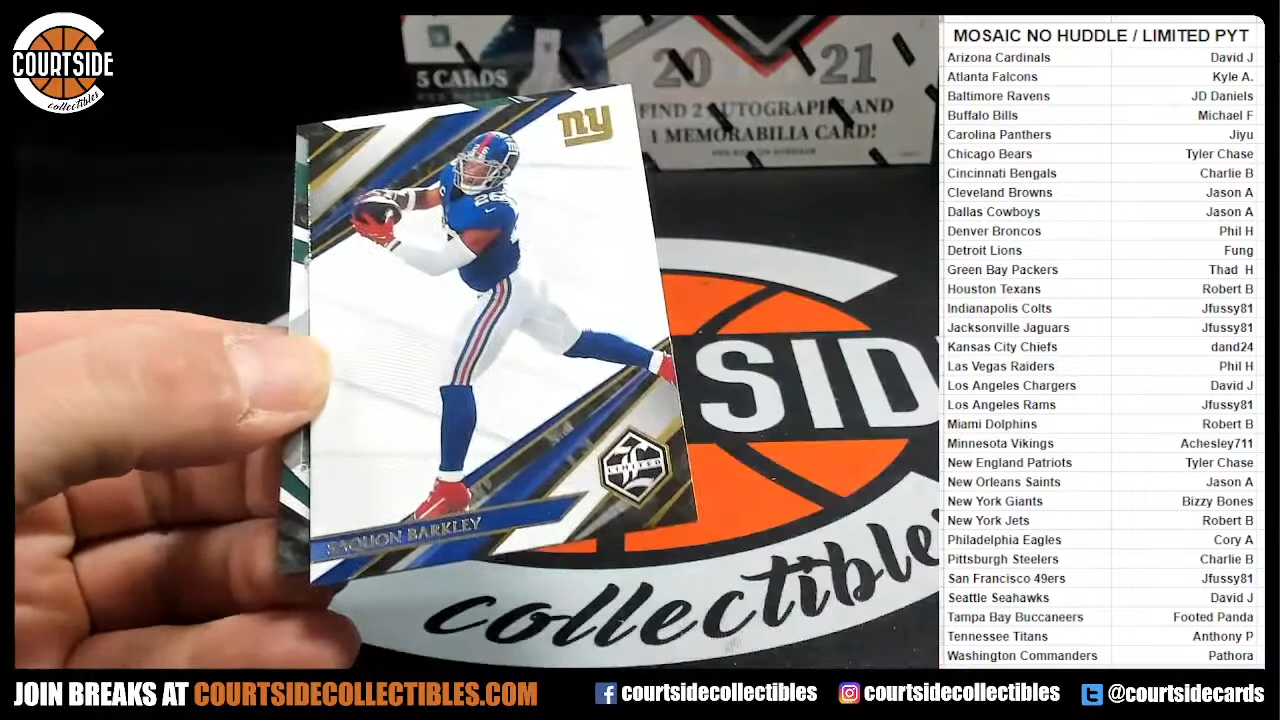 COURTSIDE
collectibles
5 CARDS
20 21
FIND 2 AUTOGRAPHS AND
1 MEMORABILIA CARD!
ny
26
LIMITED
SAQUON BARKLEY
SID
collectible
MOSAIC NO HUDDLE / LIMITED PYT
Arizona Cardinals David J
Atlanta Falcons Kyle A.
Baltimore Ravens JD Daniels
Buffalo Bills Michael F
Carolina Panthers Jiyu
Chicago Bears Tyler Chase
Cincinnati Bengals Charlie B
Cleveland Browns Jason A
Dallas Cowboys Jason A
Denver Broncos Phil H
Detroit Lions Fung
Green Bay Packers Thad H
Houston Texans Robert B
Indianapolis Colts Jfussy81
Jacksonville Jaguars Jfussy81
Kansas City Chiefs dand24
Las Vegas Raiders Phil H
Los Angeles Chargers David J
Los Angeles Rams Jfussy81
Miami Dolphins Robert B
Minnesota Vikings Achesley711
New England Patriots Tyler Chase
New Orleans Saints Jason A
New York Giants Bizzy Bones
New York Jets Robert B
Philadelphia Eagles Cory A
Pittsburgh Steelers Charlie B
San Francisco 49ers Jfussy81
Seattle Seahawks David J
Tampa Bay Buccaneers Footed Panda
Tennessee Titans Anthony P
Washington Commanders Pathora
JOIN BREAKS AT COURTSIDECOLLECTIBLES.COM
courtsidecollectibles
courtsidecollectibles
@courtsidecards